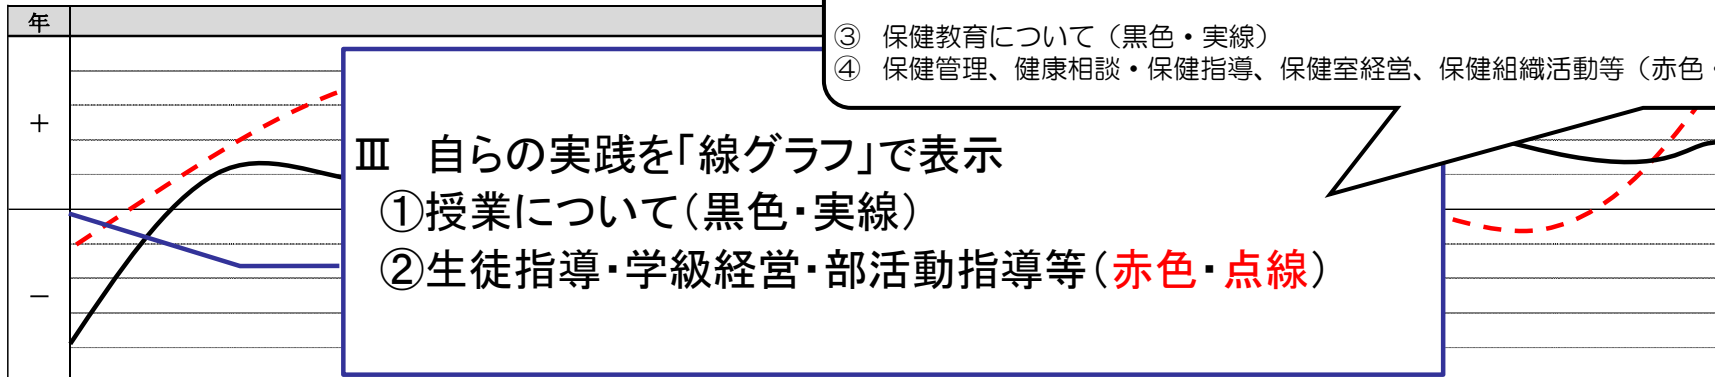 年
③ 保健教育について（黒色・実線）
④ 保健管理、健康相談・保健指導、保健室経営、保健組織活動等（赤色・
＋
Ⅲ 自らの実践を「線グラフ」で表示
①授業について（黒色・実線）
②生徒指導・学級経営・部活動指導等（赤色・点線）
－